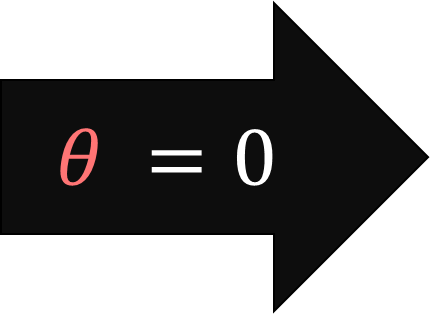 θ = 0